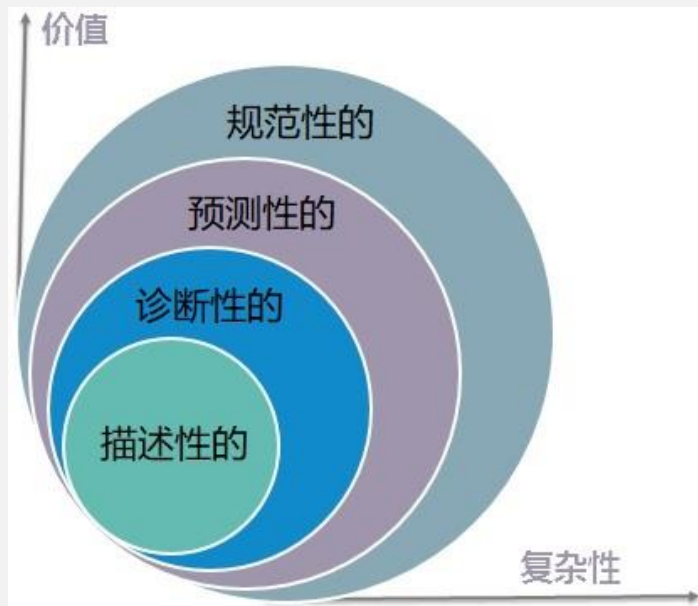 价值
规范性的
预测性的
诊断性的
描述性的
复杂性